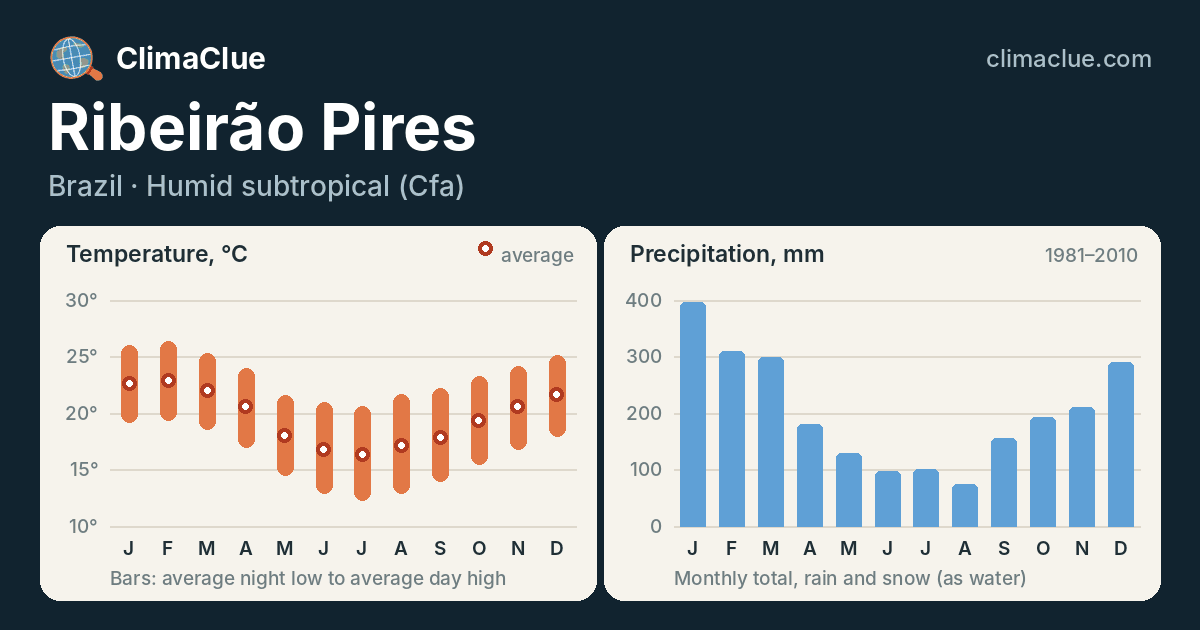 ClimaClue
climaclue.com
Ribeirão Pires
Brazil · Humid subtropical (Cfa)
Temperature, °C
average
30°
25°
20°
15°
10°
J F M A M J J A S O N D
Bars: average night low to average day high
Precipitation, mm
1981–2010
400
300
200
100
0
J F M A M J J A S O N D
Monthly total, rain and snow (as water)